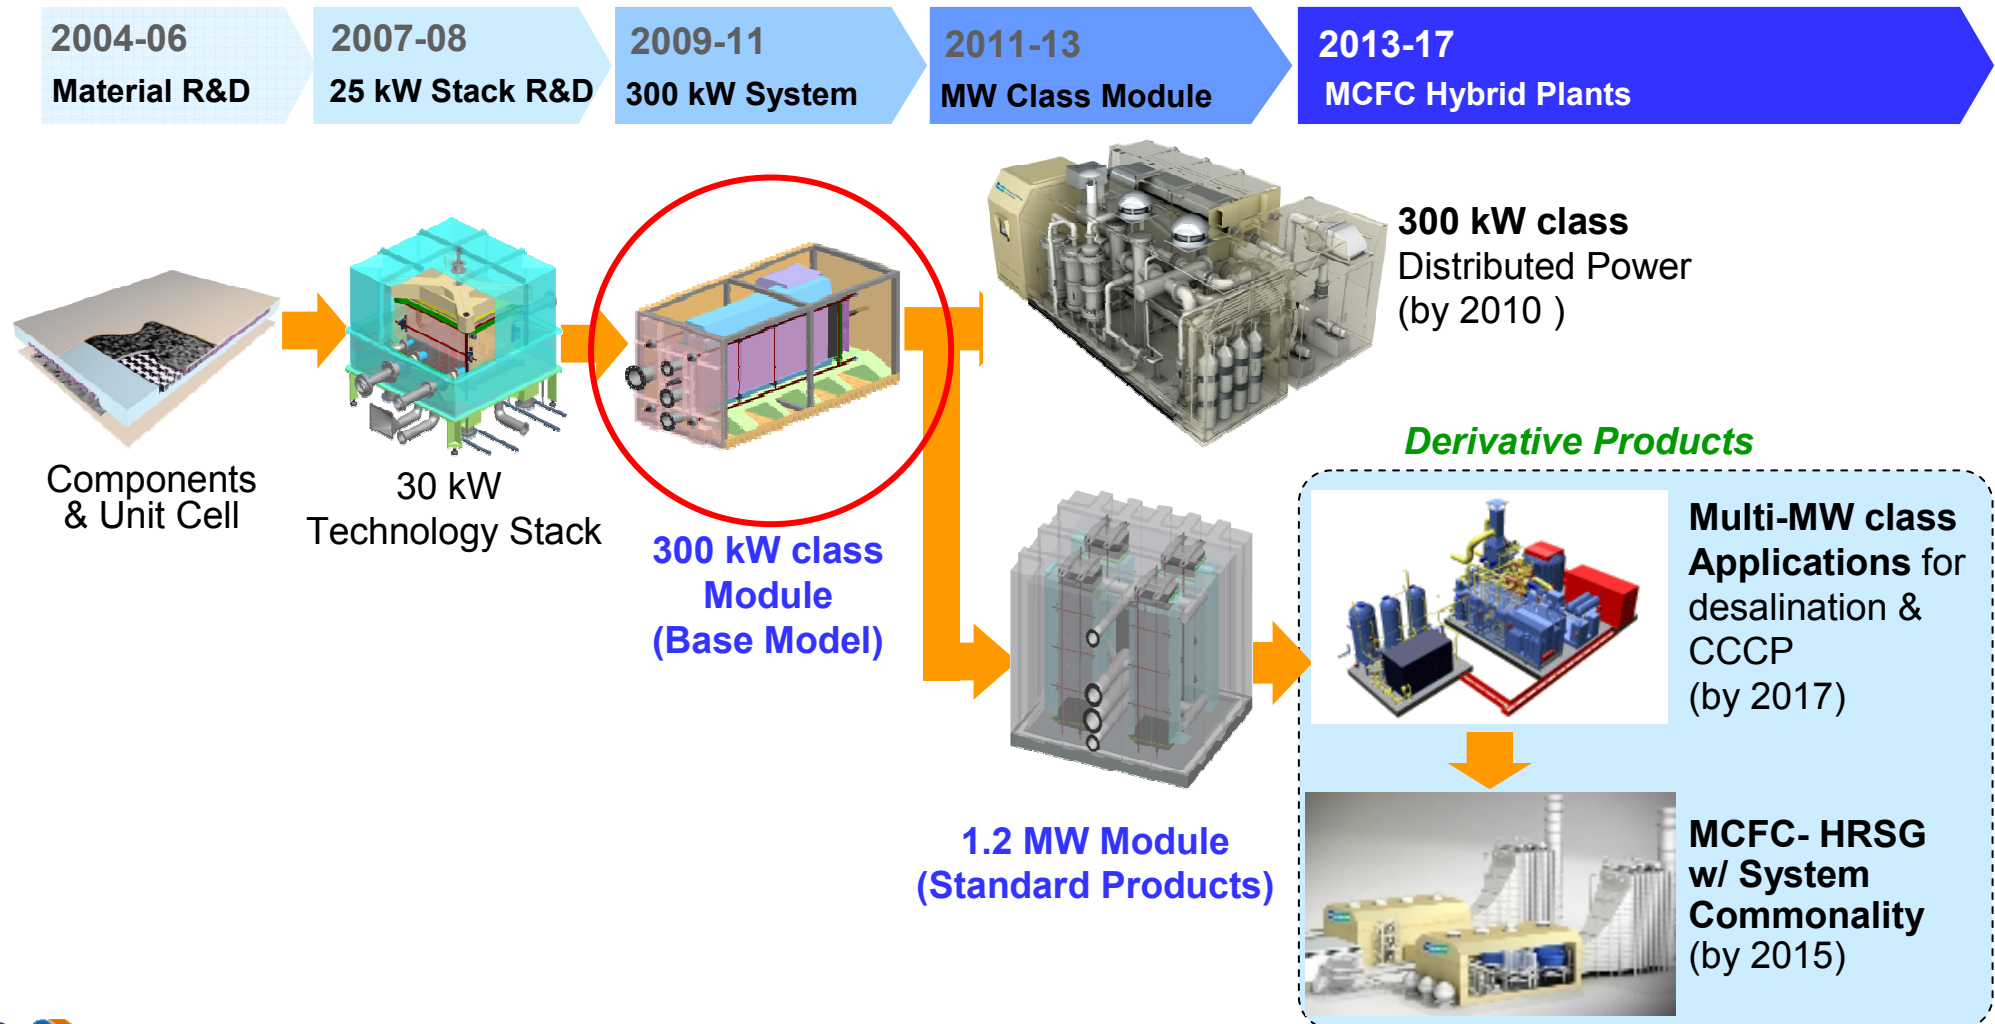 2004-06
Material R&D
2007-08
25 kW Stack R&D
2009-11
300 kW System
2011-13
MW Class Module
2013-17
MCFC Hybrid Plants
Components
& Unit Cell
30 kW
Technology Stack
300 kW class
Module
(Base Model)
300 kW class
Distributed Power
(by 2010 )
1.2 MW Module
(Standard Products)
Derivative Products
Multi-MW class
Applications for
desalination &
CCCP
(by 2017)
MCFC- HRSG
w/ System
Commonality
(by 2015)